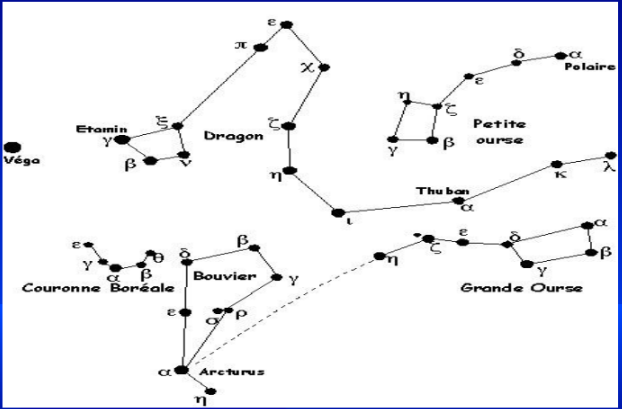 ε
π
χ
δ
α
Polaire
ε
η
ζ
ξ
Etamin
γ
Dragon
ζ
Petite
ourse
γ
β
Véga
β
ν
η
κ
λ
Thuban
α
ι
ε
γ
α
β
θ
Couronne Boréale
δ
β
Bouvier
γ
ε
σ
ρ
η
ζ
ε
δ
α
β
γ
Grande Ourse
α
Arcturus
η